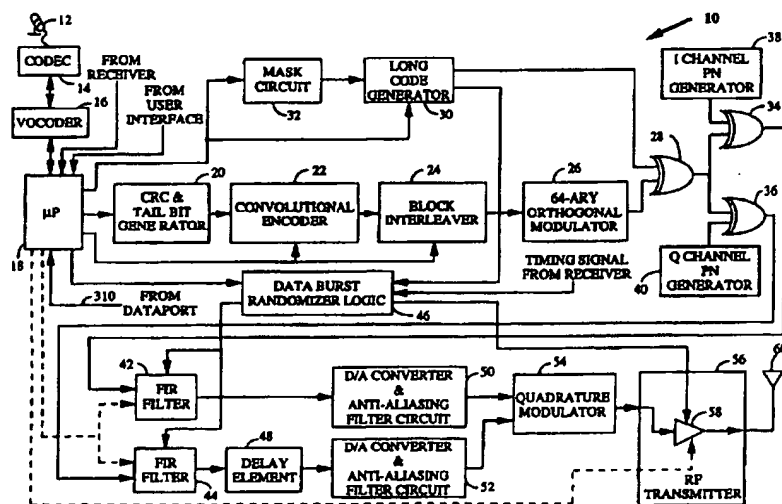 12
CODEC
14
16
VOCODER
FROM
RECEIVER
FROM
USER
INTERFACE
MASK
CIRCUIT
32
LONG
CODE
GENERATOR
30
10
38
I CHANNEL
PN
GENERATOR
34
28
µP
18
20
CRC &
TAIL BIT
GENERATOR
22
CONVOLUTIONAL
ENCODER
24
BLOCK
INTERLEAVER
26
64-ARY
ORTHOGONAL
MODULATOR
36
Q CHANNEL
PN
GENERATOR
40
310
FROM
DATAPORT
DATA BURST
RANDOMIZER LOGIC
46
TIMING SIGNAL
FROM RECEIVER
42
FIR
FILTER
50
D/A CONVERTER
&
ANTI-ALIASING
FILTER CIRCUIT
54
QUADRATURE
MODULATOR
56
58
60
RF
TRANSMITTER
FIR
FILTER
44
48
DELAY
ELEMENT
D/A CONVERTER
&
ANTI-ALIASING
FILTER CIRCUIT
52